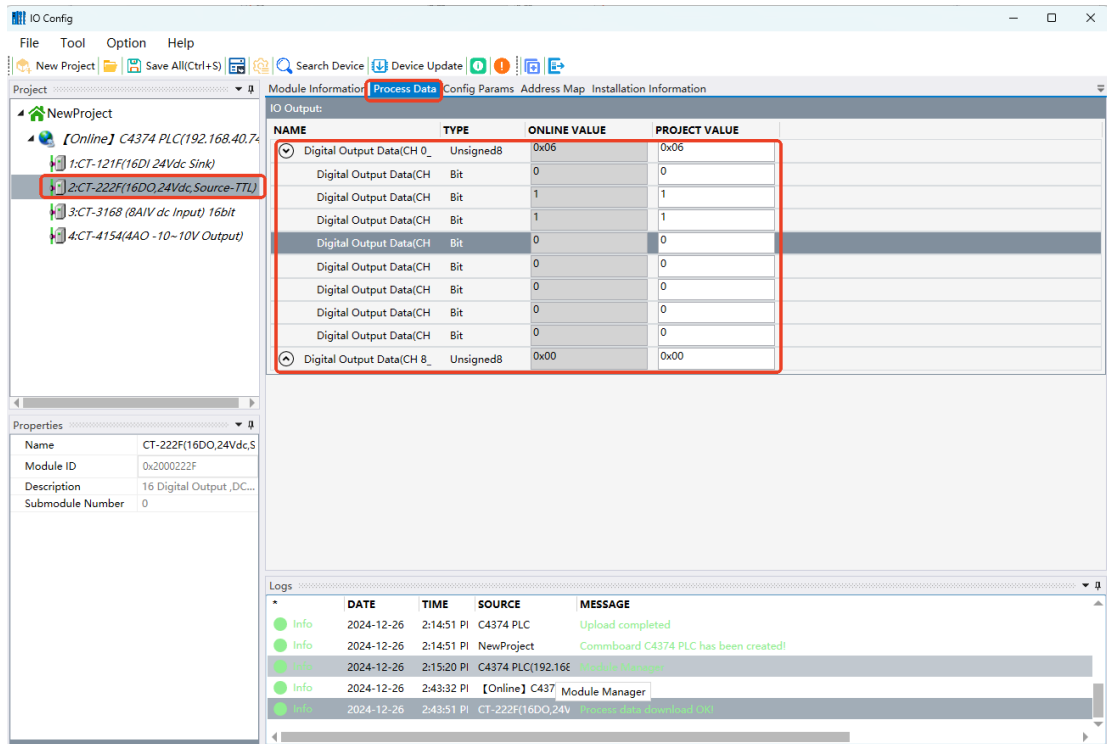 IO Config
File Tool Option Help
New Project Save All(Ctrl+S) Search Device Device Update
Project
NewProject
【Online】C4374 PLC(192.168.40.74
1:CT-121F(16DI 24Vdc Sink)
2:CT-222F(16DO,24Vdc,Source-TTL)
3:CT-3168 (8AIV dc Input) 16bit
4:CT-4154(4AO -10~10V Output)
Module Information Process Data Config Params Address Map Installation Information
IO Output:
NAME TYPE ONLINE VALUE PROJECT VALUE
Digital Output Data(CH 0_ Unsigned8 0x06 0x06
Digital Output Data(CH Bit 0 0
Digital Output Data(CH Bit 1 1
Digital Output Data(CH Bit 1 1
Digital Output Data(CH Bit 0 0
Digital Output Data(CH Bit 0 0
Digital Output Data(CH Bit 0 0
Digital Output Data(CH Bit 0 0
Digital Output Data(CH Bit 0 0
Digital Output Data(CH 8_ Unsigned8 0x00 0x00
Properties
Name CT-222F(16DO,24Vdc,S
Module ID 0x2000222F
Description 16 Digital Output ,DC...
Submodule Number 0
Logs
* DATE TIME SOURCE MESSAGE
Info 2024-12-26 2:14:51 PI C4374 PLC Upload completed
Info 2024-12-26 2:14:51 PI NewProject Commboard C4374 PLC has been created!
Info 2024-12-26 2:15:20 PI C4374 PLC(192.168
Info 2024-12-26 2:43:32 PI 【Online】C437
Module Manager
Info 2024-12-26 2:43:51 PI CT-222F(16DO,24V Process data download OK!